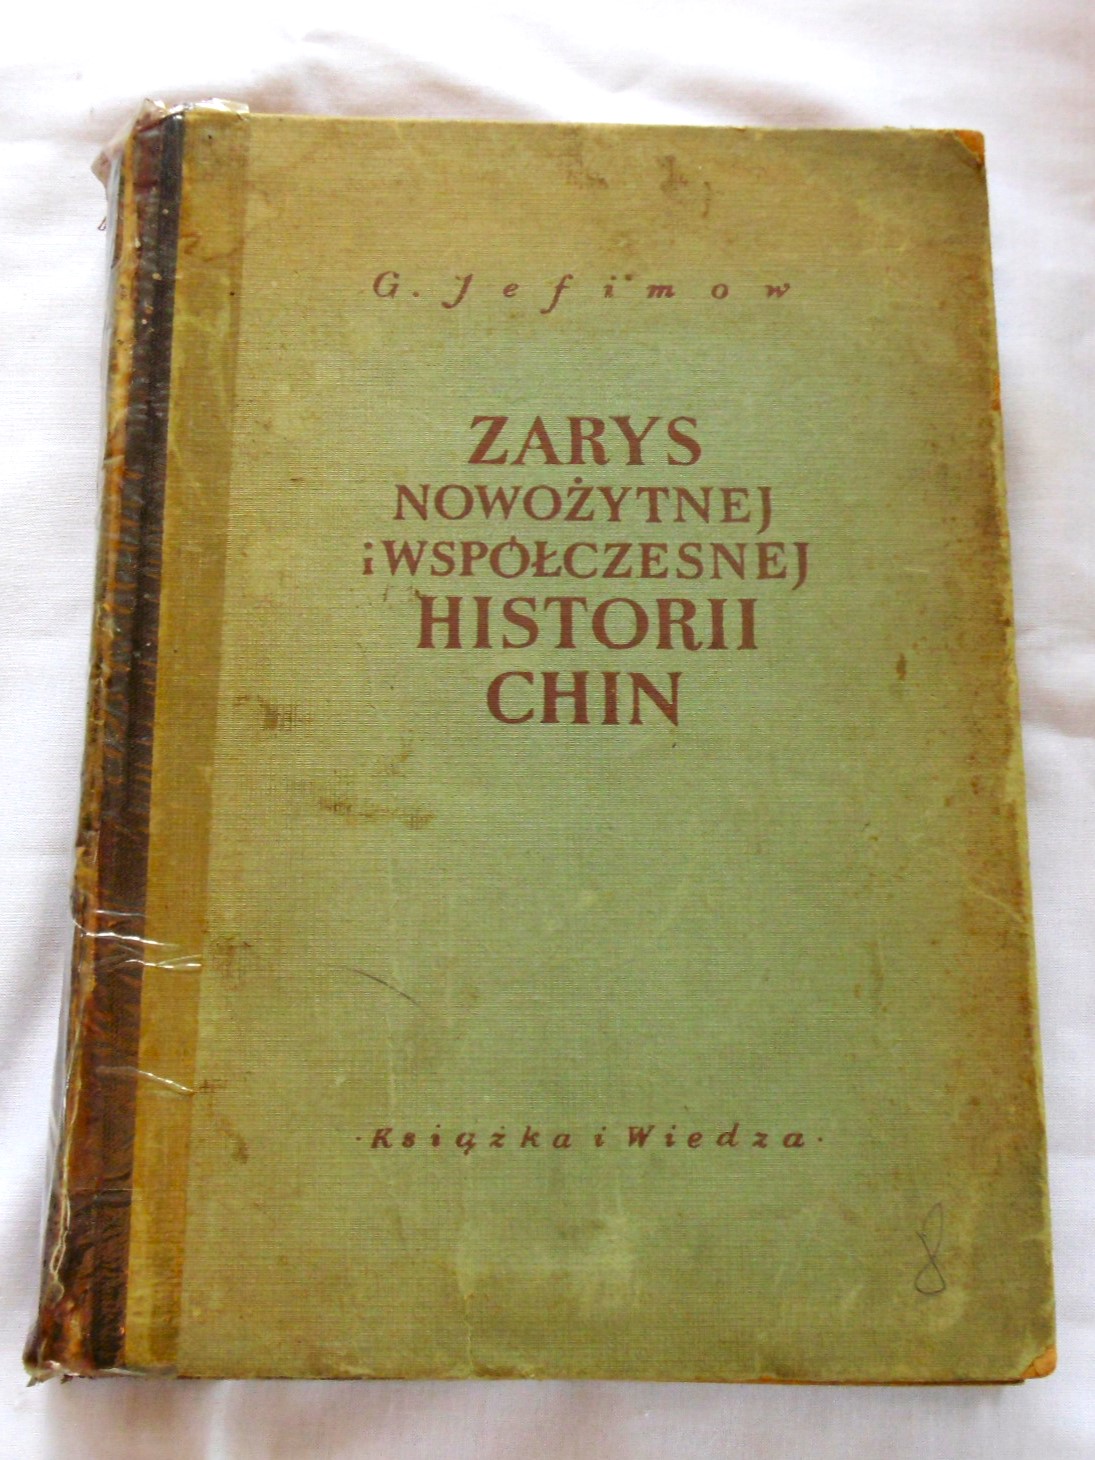 G. Jefimow
ZARYS
NOWOŻYTNEJ
i WSPÓŁCZESNEJ
HISTORII
CHIN
·Książka i Wiedza·
8